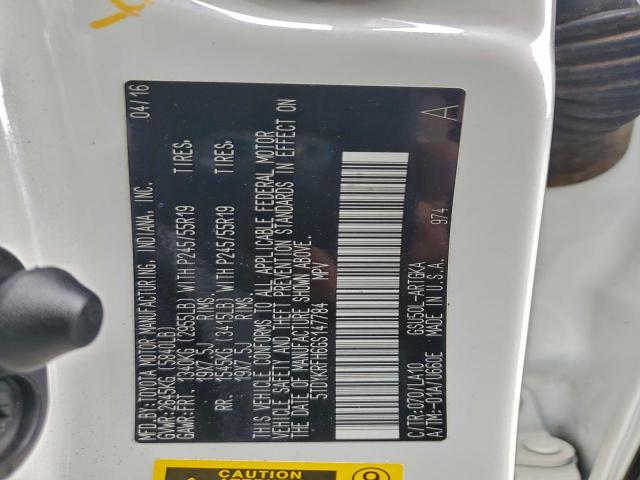 MFD. BY TOYOTA MOTOR MANUFACTURING, INDIANA, INC. 04/16
GVWR: 2645KG (5840LB)
GAWR: FRT. 1340KG (2955LB) WITH P245/55R19 TIRES,
19X7.5J RIMS,
RR. 1545KG (3415LB) WITH P245/55R19 TIRES,
19X7.5J RIMS,
THIS VEHICLE CONFORMS TO ALL APPLICABLE FEDERAL MOTOR
VEHICLE SAFETY AND THEFT PREVENTION STANDARDS IN EFFECT ON
THE DATE OF MANUFACTURE SHOWN ABOVE.
5TDYKRFH6GS147784 MPV
C/TR:070/LA10 GSU50L-ARTGKA A
A/TM:-01A/U660E MADE IN U.S.A. 974
CAUTION